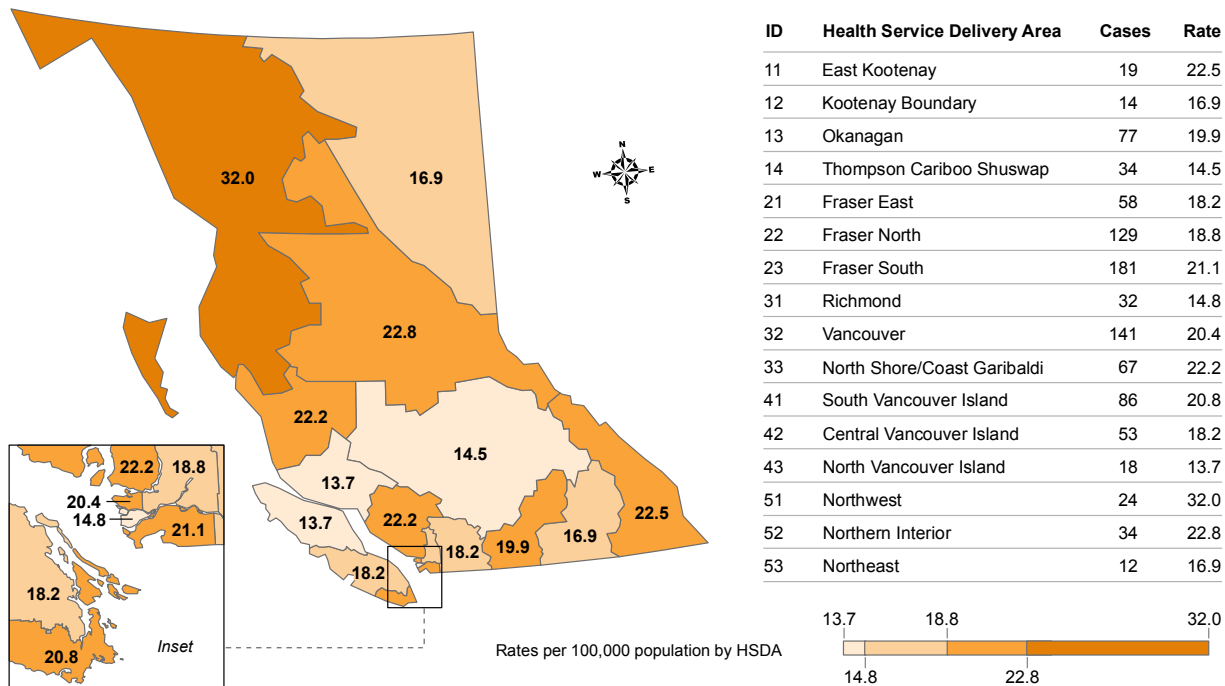 ID Health Service Delivery Area Cases Rate
11 East Kootenay 19 22.5
12 Kootenay Boundary 14 16.9
13 Okanagan 77 19.9
14 Thompson Cariboo Shuswap 34 14.5
21 Fraser East 58 18.2
22 Fraser North 129 18.8
23 Fraser South 181 21.1
31 Richmond 32 14.8
32 Vancouver 141 20.4
33 North Shore/Coast Garibaldi 67 22.2
41 South Vancouver Island 86 20.8
42 Central Vancouver Island 53 18.2
43 North Vancouver Island 18 13.7
51 Northwest 24 32.0
52 Northern Interior 34 22.8
53 Northeast 12 16.9
N
W E
S
32.0
16.9
22.8
22.2
14.5
13.7
13.7
22.2
18.2
19.9
16.9
22.5
18.2
22.2
18.8
20.4
14.8
21.1
18.2
20.8
Inset
Rates per 100,000 population by HSDA
13.7 18.8 32.0
14.8 22.8